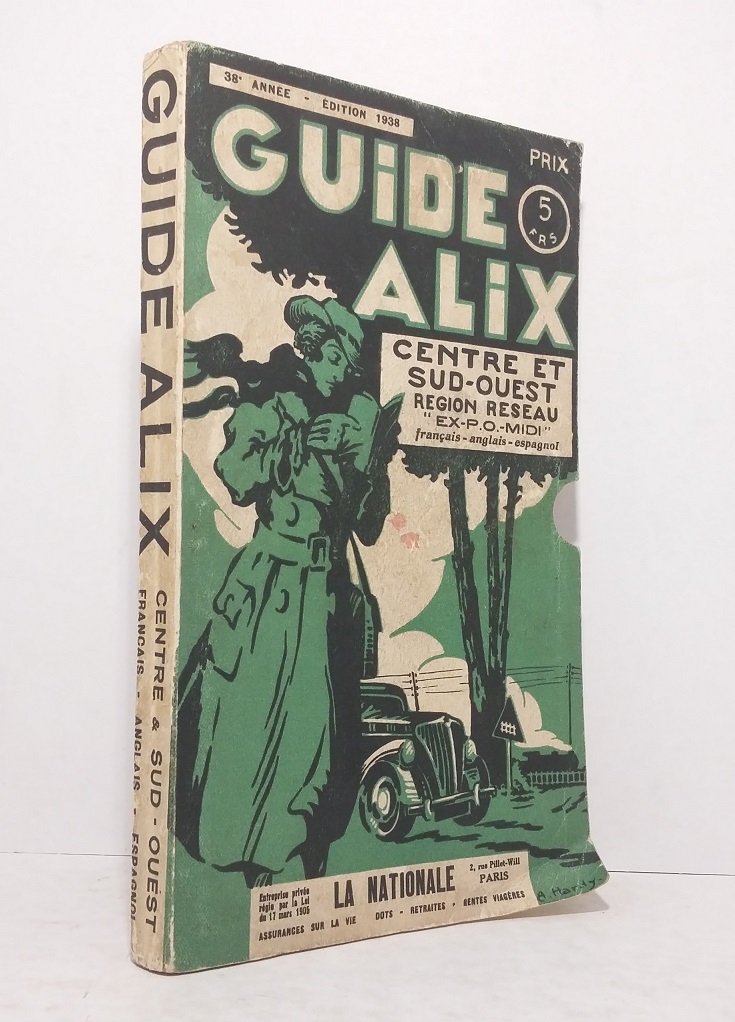 38e ANNÉE - ÉDITION 1938
GUiDE
ALiX
PRIX
5
FRS
CENTRE ET
SUD-OUEST
REGION RESEAU
"EX-P.O.-MIDI"
français - anglais - espagnol
Entreprise privée
régie par la Loi
du 17 mars 1905
LA NATIONALE
2, rue Pillet-Will
PARIS
ASSURANCES SUR LA VIE DOTS - RETRAITES - RENTES VIAGÈRES
A. Hardy
GUIDE ALIX
CENTRE & SUD-OUEST
FRANÇAIS - ANGLAIS - ESPAGNOL